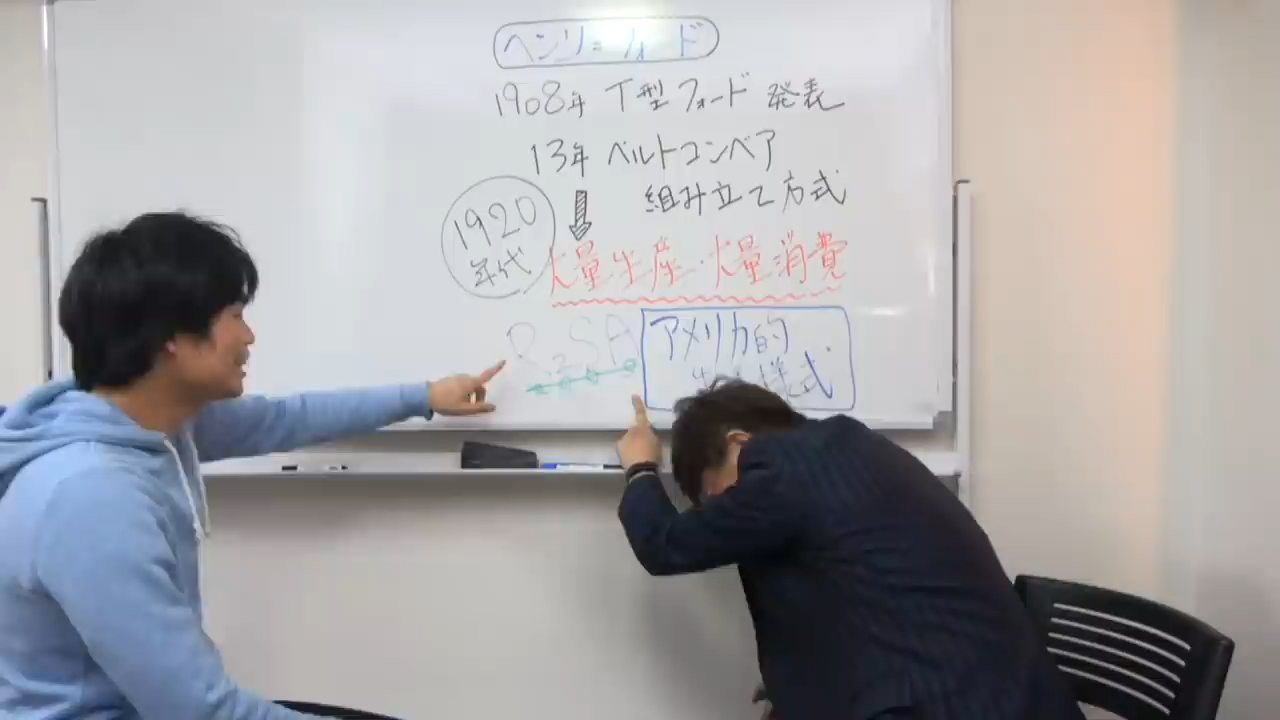 ヘンリ=フォード
1908年 T型フォード 発表
13年 ベルトコンベア
組み立て方式
1920
年代
大量生産・大量消費
アメリカ的
様式